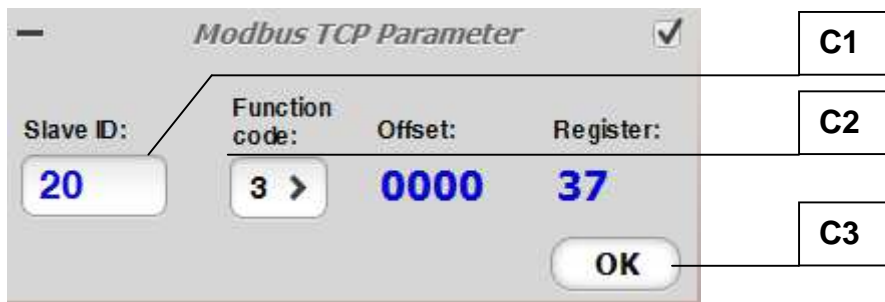 Modbus TCP Parameter
C1
Function
Slave ID: code: Offset: Register:
C2
20 3 > 0000 37
C3
OK